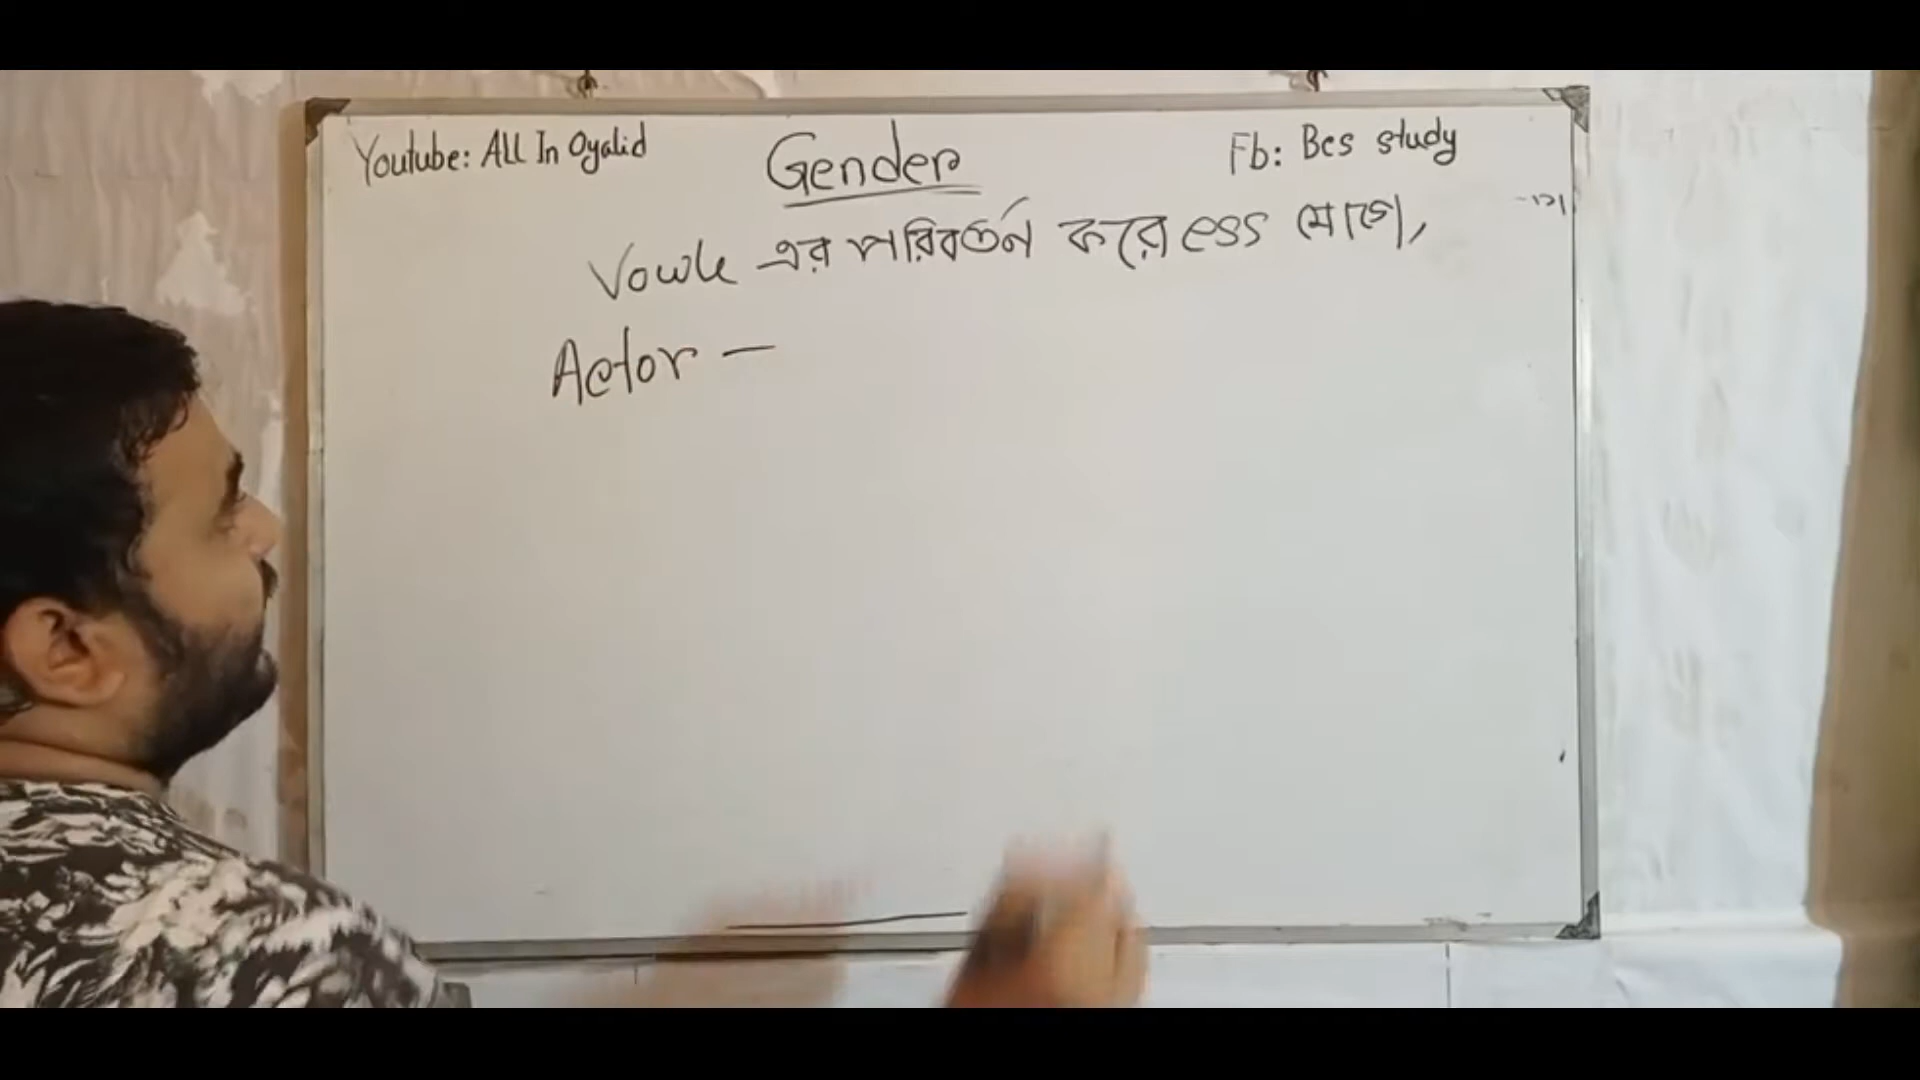 Youtube: ALL In Oyalid
Gender
Fb: Bcs study
Vowle এর পরিবর্তন করে ess যোগে,
Actor —